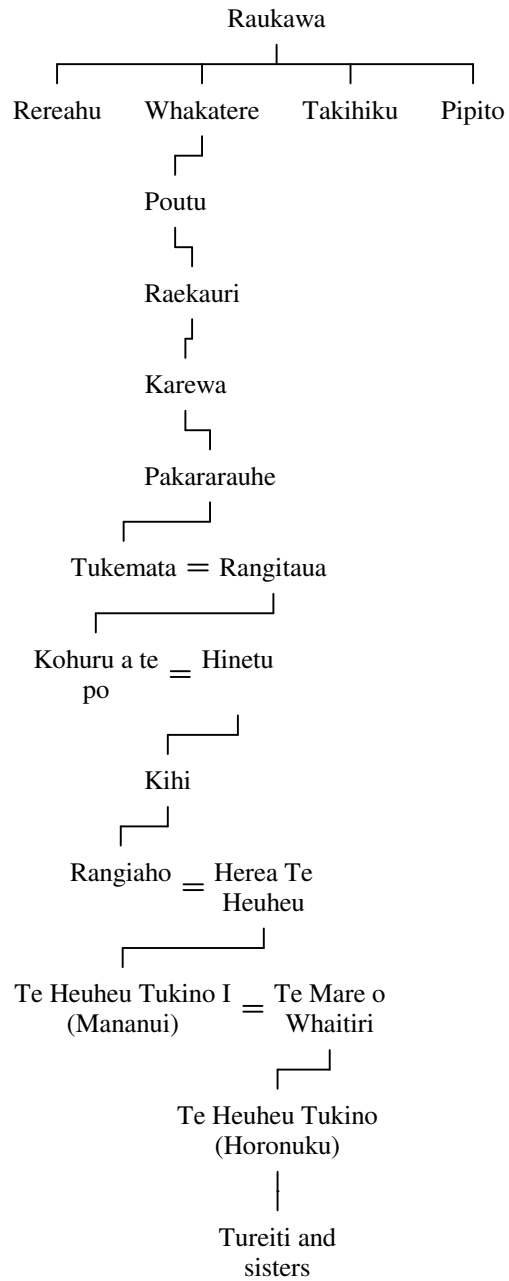 Raukawa
Rereahu Whakatere Takihiku Pipito
Poutu
Raekauri
Karewa
Pakararauhe
Tukemata = Rangitaua
Kohuru a te po = Hinetu
Kihi
Rangiaho = Herea Te Heuheu
Te Heuheu Tukino I (Mananui) = Te Mare o Whaitiri
Te Heuheu Tukino
(Horonuku)
Tureiti and
sisters